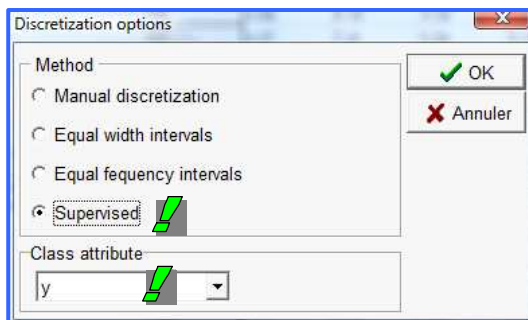 Discretization options
Method
Manual discretization
Equal width intervals
Equal fequency intervals
Supervised
Class attribute
y
OK
Annuler